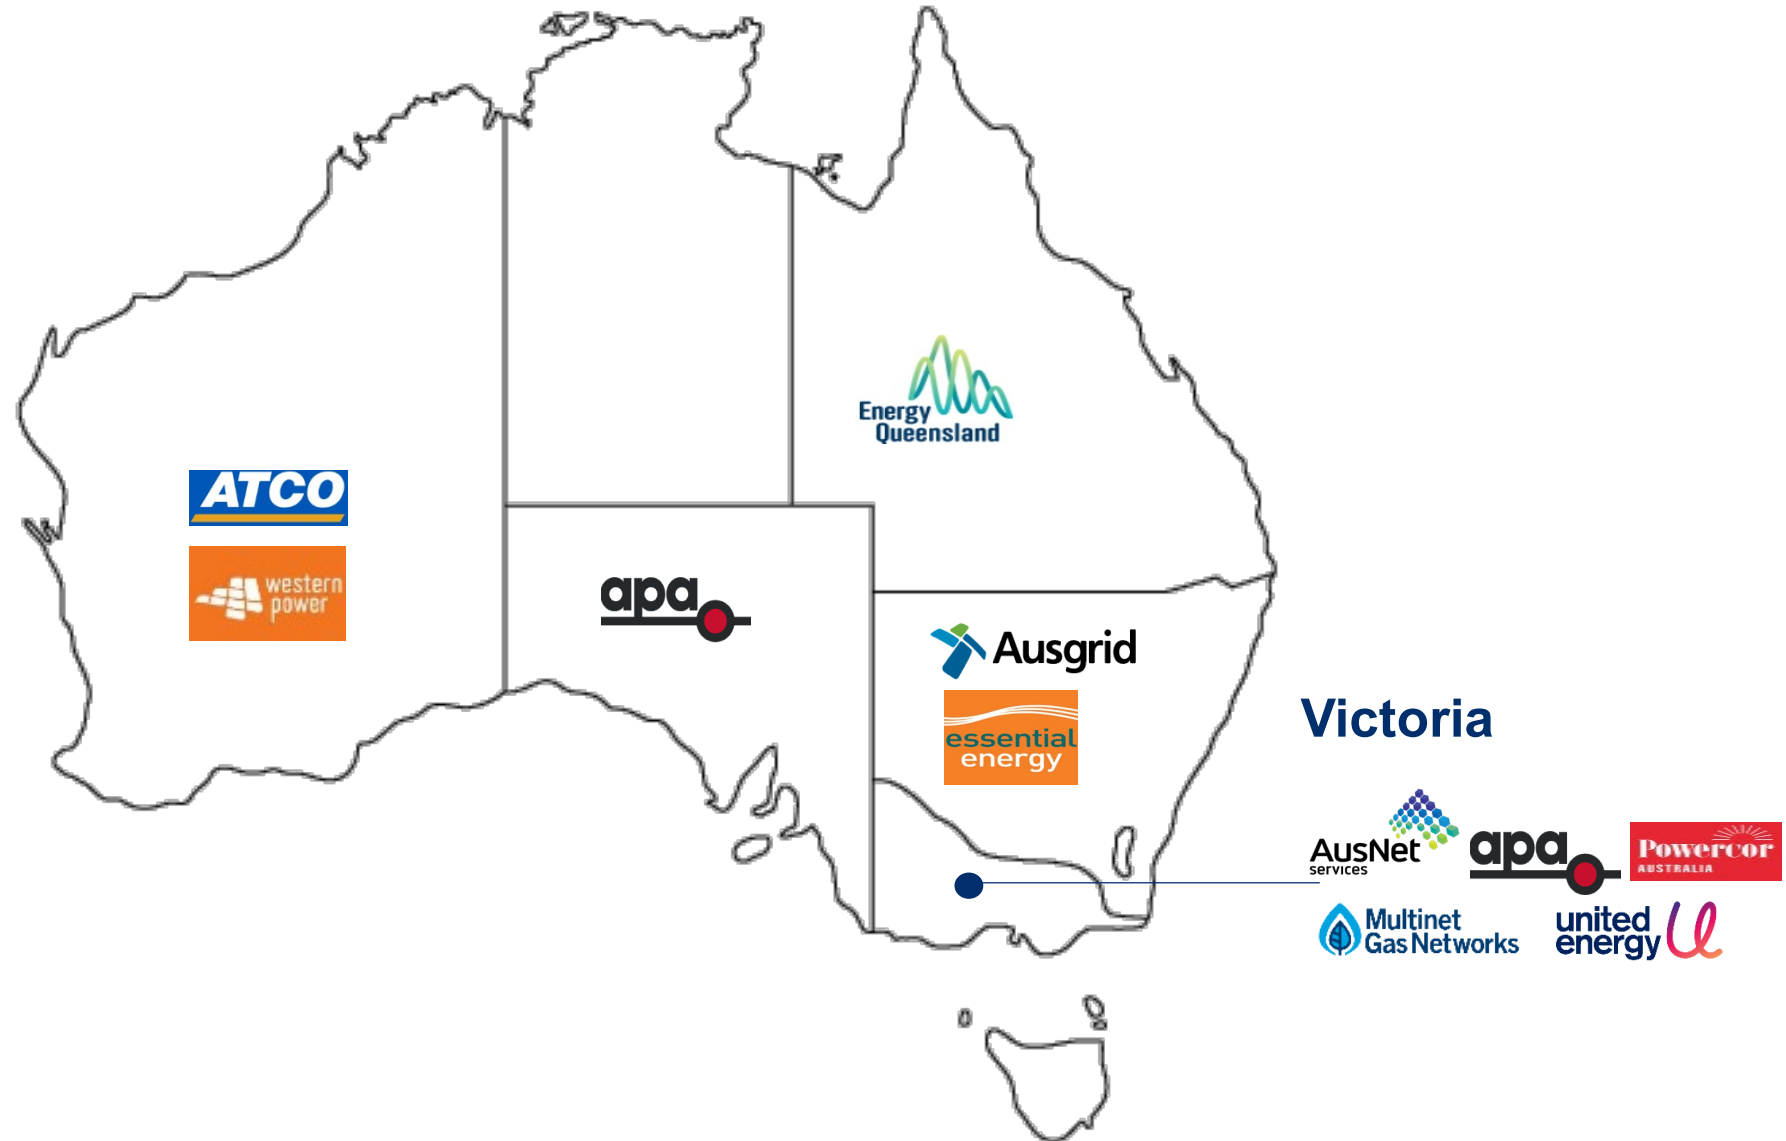 Energy
Queensland
ATCO
western
power
apa
Ausgrid
essential
energy
Victoria
AusNet
services
apa
Powercor
AUSTRALIA
Multinet
Gas Networks
united
energy